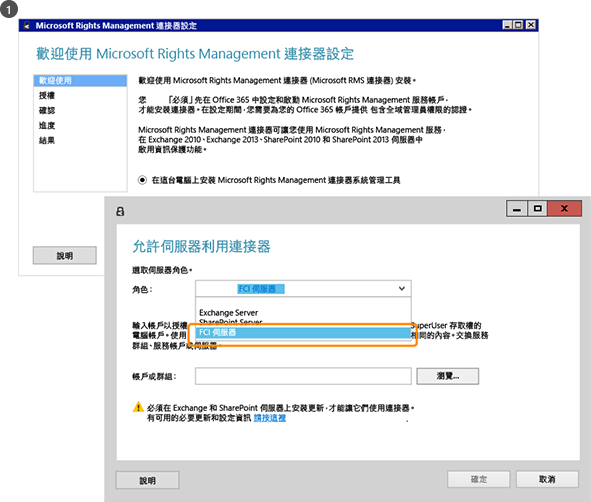 1
Microsoft Rights Management 連接器設定
歡迎使用 Microsoft Rights Management 連接器設定
歡迎使用
授權
確認
進度
結果
歡迎使用 Microsoft Rights Management 連接器 (Microsoft RMS 連接器) 安裝。
您 「必須」先在 Office 365 中設定和啟動 Microsoft Rights Management 服務帳戶,
才能安裝連接器。在設定期間,您需要為您的 Office 365 帳戶提供 包含全域管理員權限的認證。
Microsoft Rights Management 連接器可讓您使用 Microsoft Rights Management 服務,
在 Exchange 2010、Exchange 2013、SharePoint 2010 和 SharePoint 2013 伺服器中
啟用資訊保護功能。
在這台電腦上安裝 Microsoft Rights Management 連接器系統管理工具
說明
允許伺服器利用連接器
選取伺服器角色。
角色:
FCI 伺服器
Exchange Server
SharePoint Server
FCI 伺服器
輸入帳戶以授權 SuperUser 存取權的
電腦帳戶。使用 相同的內容。交換服務
群組、服務帳戶或伺服器。
帳戶或群組:
瀏覽...
必須在 Exchange 和 SharePoint 伺服器上安裝更新,才能讓它們使用連接器。
有可用的必要更新和設定資訊 請按這裡
.
說明
確定
取消